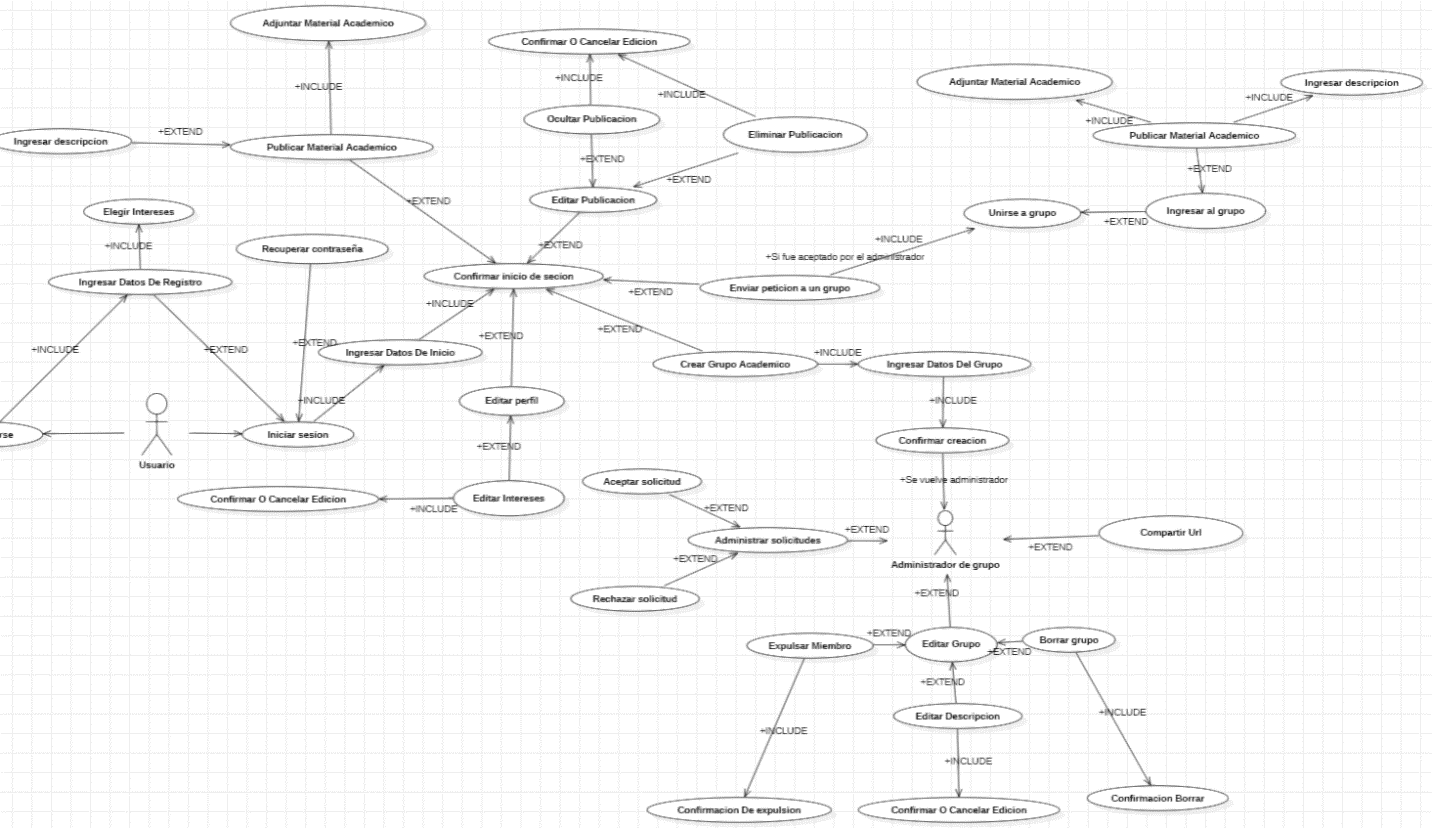 Adjuntar Material Academico
Confirmar O Cancelar Edicion
+INCLUDE
+INCLUDE
+INCLUDE
Adjuntar Material Academico
Ingresar descripcion
+INCLUDE
+INCLUDE
Ocultar Publicacion
Eliminar Publicacion
Publicar Material Academico
+EXTEND
Ingresar descripcion
Publicar Material Academico
+EXTEND
+EXTEND
+EXTEND
+EXTEND
Editar Publicacion
Elegir Intereses
Unirse a grupo
Ingresar al grupo
+EXTEND
+INCLUDE
Recuperar contraseña
+EXTEND
+INCLUDE
+Si fue aceptado por el administrador
Ingresar Datos De Registro
Confirmar inicio de secion
+EXTEND
Enviar peticion a un grupo
+INCLUDE
+EXTEND
+EXTEND
+INCLUDE
+EXTEND
+EXTEND
Ingresar Datos De Inicio
+INCLUDE
Crear Grupo Academico
Ingresar Datos Del Grupo
+INCLUDE
Editar perfil
+INCLUDE
rse
Iniciar sesion
Confirmar creacion
+EXTEND
Usuario
Aceptar solicitud
+Se vuelve administrador
Confirmar O Cancelar Edicion
+INCLUDE
Editar Intereses
+EXTEND
+EXTEND
Administrar solicitudes
Compartir Url
+EXTEND
+EXTEND
Administrador de grupo
Rechazar solicitud
+EXTEND
+EXTEND
Expulsar Miembro
Editar Grupo
Borrar grupo
+EXTEND
+EXTEND
Editar Descripcion
+INCLUDE
+INCLUDE
+INCLUDE
Confirmacion De expulsion
Confirmar O Cancelar Edicion
Confirmacion Borrar